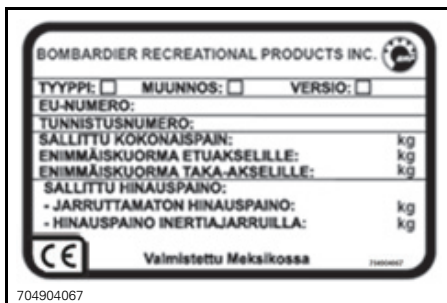 BOMBARDIER RECREATIONAL PRODUCTS INC.
TYYPPI: MUUNNOS: VERSIO:
EU-NUMERO:
TUNNISTUSNUMERO:
SALLITTU KOKONAISPAIN: kg
ENIMMÄISKUORMA ETUAKSELILLE: kg
ENIMMÄISKUORMA TAKA-AKSELILLE: kg
SALLITTU HINAUSPAINO:
- JARRUTTAMATON HINAUSPAINO: kg
- HINAUSPAINO INERTIAJARRUILLA: kg
CE Valmistettu Meksikossa 704904067
704904067